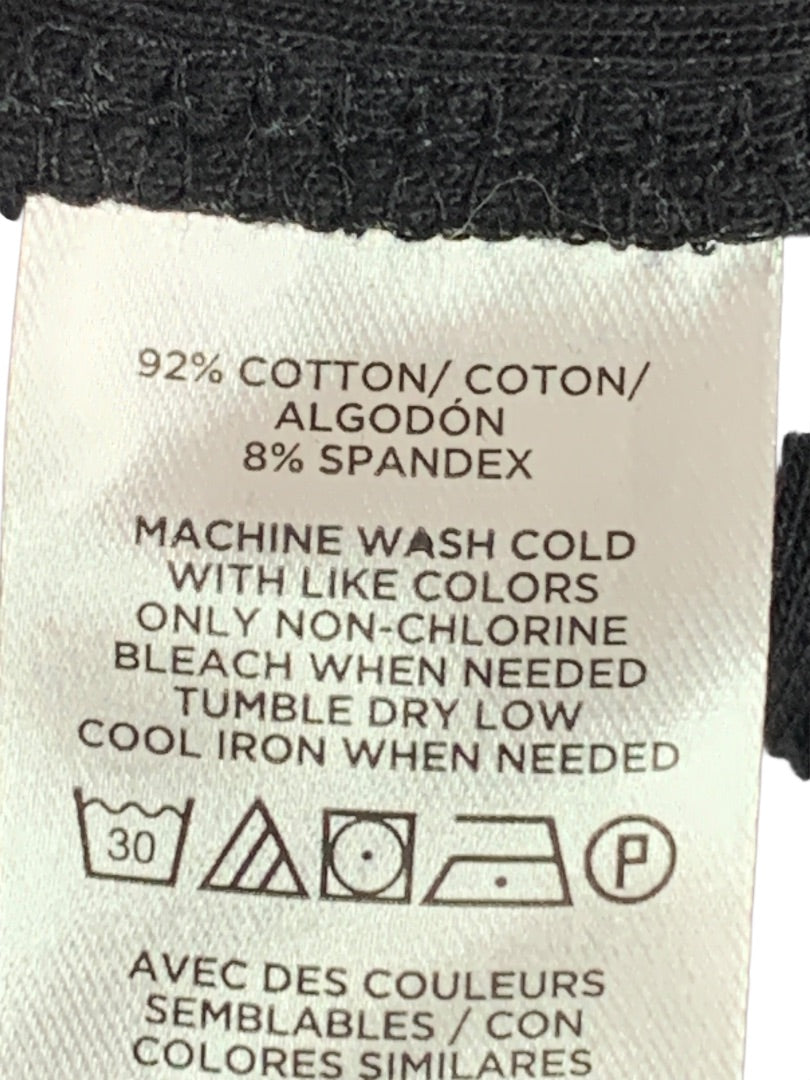 92% COTTON/ COTON/
ALGODÓN
8% SPANDEX
MACHINE WASH COLD
WITH LIKE COLORS
ONLY NON-CHLORINE
BLEACH WHEN NEEDED
TUMBLE DRY LOW
COOL IRON WHEN NEEDED
30 P
AVEC DES COULEURS
SEMBLABLES / CON
COLORES SIMILARES